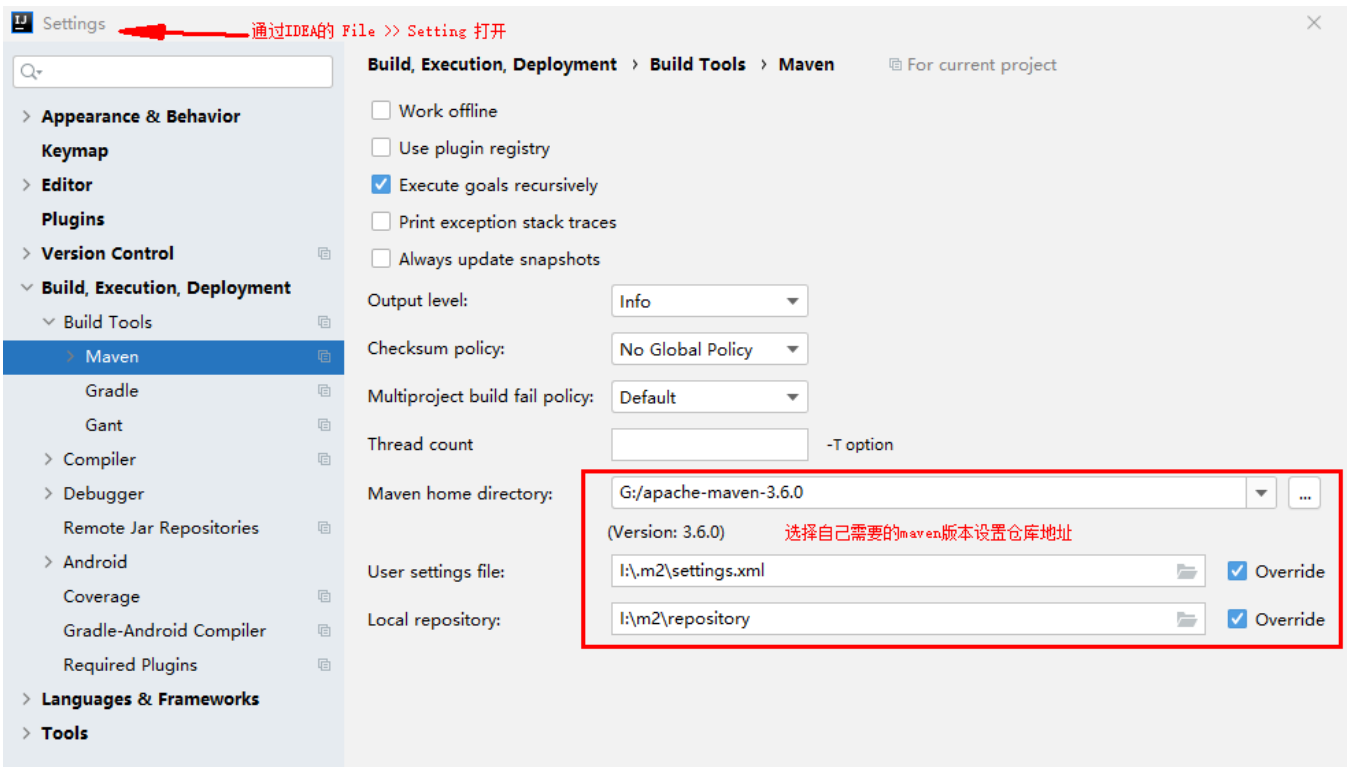 Settings
通过IDEA的 File >> Setting 打开
Build, Execution, Deployment › Build Tools › Maven
For current project
Appearance & Behavior
Keymap
Editor
Plugins
Version Control
Build, Execution, Deployment
Build Tools
Maven
Gradle
Gant
Compiler
Debugger
Remote Jar Repositories
Android
Coverage
Gradle-Android Compiler
Required Plugins
Languages & Frameworks
Tools
Work offline
Use plugin registry
Execute goals recursively
Print exception stack traces
Always update snapshots
Output level: Info
Checksum policy: No Global Policy
Multiproject build fail policy: Default
Thread count -T option
Maven home directory: G:/apache-maven-3.6.0 ...
(Version: 3.6.0) 选择自己需要的maven版本设置仓库地址
User settings file: I:\.m2\settings.xml Override
Local repository: I:\m2\repository Override